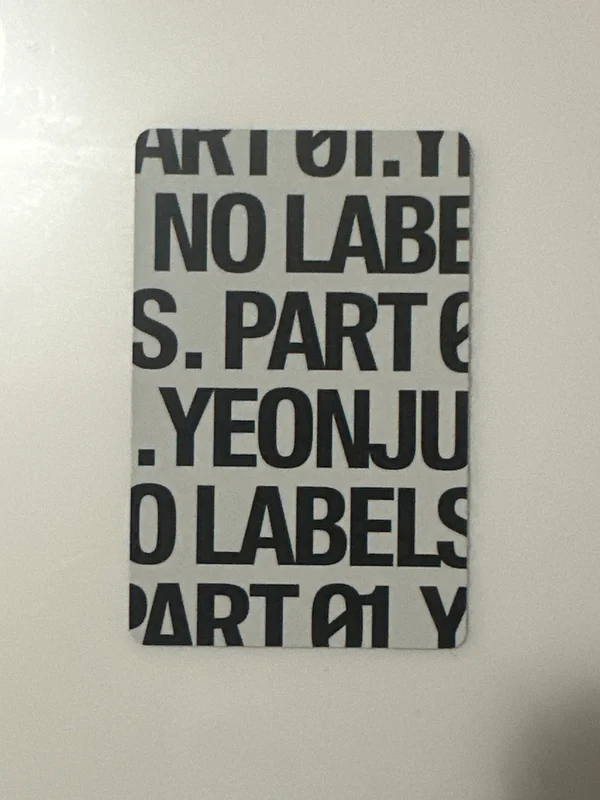 ART 01. Y
NO LABE
S. PART 0
. YEONJU
O LABELS
PART 01 Y